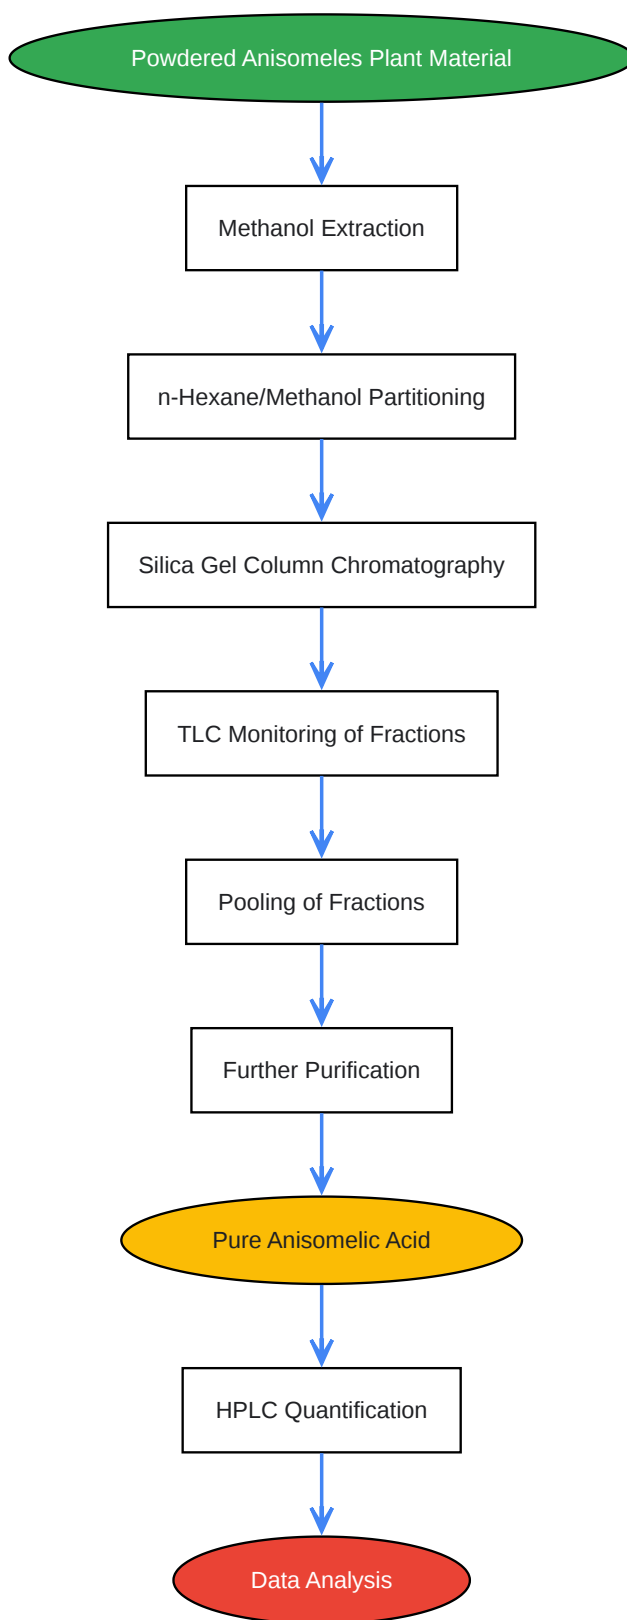 Powdered Anisomeles Plant Material
Methanol Extraction
n-Hexane/Methanol Partitioning
Silica Gel Column Chromatography
TLC Monitoring of Fractions
Pooling of Fractions
Further Purification
Pure Anisomelic Acid
HPLC Quantification
Data Analysis